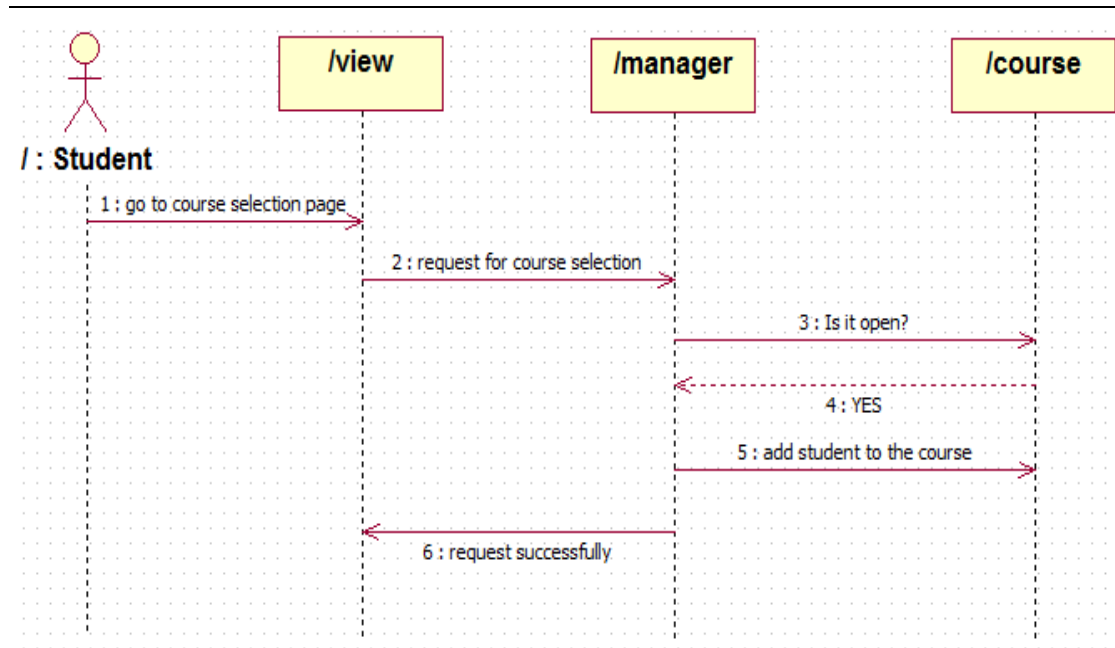 /view
/manager
/course
/ : Student
1 : go to course selection page
2 : request for course selection
3 : Is it open?
4 : YES
5 : add student to the course
6 : request successfully